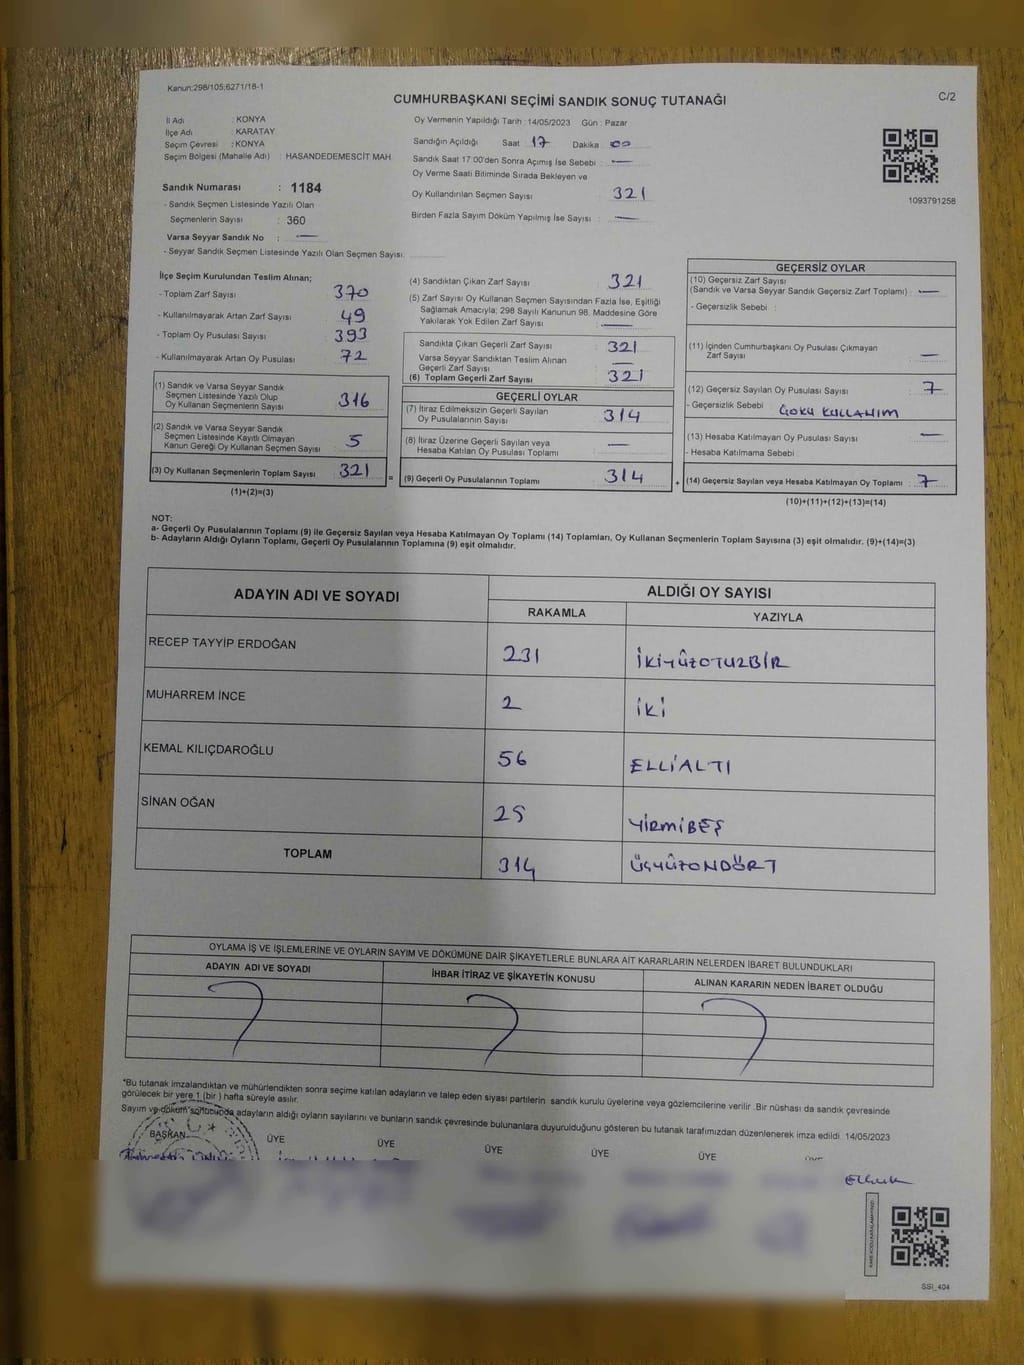 Kanun:298/105;6271/18-1
CUMHURBAŞKANI SEÇİMİ SANDIK SONUÇ TUTANAĞI
C/2
İl Adı : KONYA
İlçe Adı : KARATAY
Seçim Çevresi : KONYA
Seçim Bölgesi (Mahalle Adı) : HASANDEDEMESCİT MAH.
Sandık Numarası : 1184
- Sandık Seçmen Listesinde Yazılı Olan
Seçmenlerin Sayısı : 360
Varsa Seyyar Sandık No : —
- Seyyar Sandık Seçmen Listesinde Yazılı Olan Seçmen Sayısı:
Oy Vermenin Yapıldığı Tarih : 14/05/2023 Gün : Pazar
Sandığın Açıldığı Saat 17 Dakika 00
Sandık Saat 17:00'den Sonra Açılmış İse Sebebi : —
Oy Verme Saati Bitiminde Sırada Bekleyen ve
Oy Kullandırılan Seçmen Sayısı 321
Birden Fazla Sayım Döküm Yapılmış İse Sayısı : —
1093791258
İlçe Seçim Kurulundan Teslim Alınan;
- Toplam Zarf Sayısı 370
- Kullanılmayarak Artan Zarf Sayısı 49
- Toplam Oy Pusulası Sayısı 393
- Kullanılmayarak Artan Oy Pusulası 72
(1) Sandık ve Varsa Seyyar Sandık
Seçmen Listesinde Yazılı Olup
Oy Kullanan Seçmenlerin Sayısı 316
(2) Sandık ve Varsa Seyyar Sandık
Seçmen Listesinde Kayıtlı Olmayan
Kanun Gereği Oy Kullanan Seçmen Sayısı 5
(3) Oy Kullanan Seçmenlerin Toplam Sayısı 321
(1)+(2)=(3)
(4) Sandıktan Çıkan Zarf Sayısı 321
(5) Zarf Sayısı Oy Kullanan Seçmen Sayısından Fazla İse, Eşitliği
Sağlamak Amacıyla; 298 Sayılı Kanunun 98. Maddesine Göre
Yakılarak Yok Edilen Zarf Sayısı : —
Sandıkta Çıkan Geçerli Zarf Sayısı : 321
Varsa Seyyar Sandıktan Teslim Alınan
Geçerli Zarf Sayısı : —
(6) Toplam Geçerli Zarf Sayısı : 321
GEÇERLİ OYLAR
(7) İtiraz Edilmeksizin Geçerli Sayılan
Oy Pusulalarının Sayısı : 314
(8) İtiraz Üzerine Geçerli Sayılan veya
Hesaba Katılan Oy Pusulası Toplamı : —
= (9) Geçerli Oy Pusulalarının Toplamı : 314
GEÇERSİZ OYLAR
(10) Geçersiz Zarf Sayısı
(Sandık ve Varsa Seyyar Sandık Geçersiz Zarf Toplamı) : —
- Geçersizlik Sebebi :
(11) İçinden Cumhurbaşkanı Oy Pusulası Çıkmayan
Zarf Sayısı : —
(12) Geçersiz Sayılan Oy Pusulası Sayısı : 7
- Geçersizlik Sebebi : ÇOKU KULLANIM
(13) Hesaba Katılmayan Oy Pusulası Sayısı : —
- Hesaba Katılmama Sebebi :
+ (14) Geçersiz Sayılan veya Hesaba Katılmayan Oy Toplamı : 7
(10)+(11)+(12)+(13)=(14)
NOT:
a- Geçerli Oy Pusulalarının Toplamı (9) ile Geçersiz Sayılan veya Hesaba Katılmayan Oy Toplamı (14) Toplamları, Oy Kullanan Seçmenlerin Toplam Sayısına (3) eşit olmalıdır. (9)+(14)=(3)
b- Adayların Aldığı Oyların Toplamı, Geçerli Oy Pusulalarının Toplamına (9) eşit olmalıdır.
ADAYIN ADI VE SOYADI ALDIĞI OY SAYISI
RAKAMLA YAZIYLA
RECEP TAYYİP ERDOĞAN 231 İKİYÜZOTUZBİR
MUHARREM İNCE 2 İKİ
KEMAL KILIÇDAROĞLU 56 ELLİALTI
SİNAN OĞAN 25 YİRMİBEŞ
TOPLAM 314 ÜÇYÜZONDÖRT
OYLAMA İŞ VE İŞLEMLERİNE VE OYLARIN SAYIM VE DÖKÜMÜNE DAİR ŞİKAYETLERLE BUNLARA AİT KARARLARIN NELERDEN İBARET BULUNDUKLARI
ADAYIN ADI VE SOYADI İHBAR İTİRAZ VE ŞİKAYETİN KONUSU ALINAN KARARIN NEDEN İBARET OLDUĞU
*Bu tutanak imzalandıktan ve mühürlendikten sonra seçime katılan adayların ve talep eden siyasi partilerin sandık kurulu üyelerine veya gözlemcilerine verilir. Bir nüshası da sandık çevresinde
görülecek bir yere 1 (bir) hafta süreyle asılır.
Sayım ve döküm sonucunda adayların aldığı oyların sayılarını ve bunların sandık çevresinde bulunanlara duyurulduğunu gösteren bu tutanak tarafımızdan düzenlenerek imza edildi. 14/05/2023
BAŞKAN ÜYE ÜYE ÜYE ÜYE ÜYE ÜYE
SSİ_404